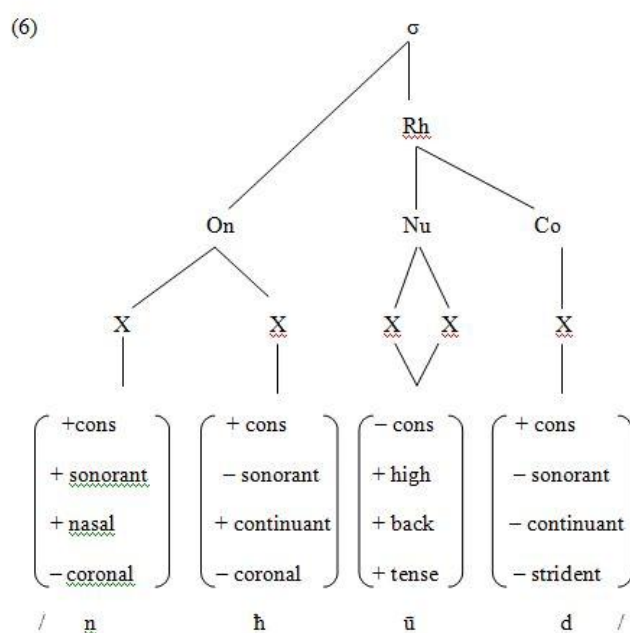 (6)
σ
Rh
On Nu Co
X X X X X
+cons + cons – cons + cons
+ sonorant – sonorant + high – sonorant
+ nasal + continuant + back – continuant
– coronal – coronal + tense – strident
/ n ħ ū d /